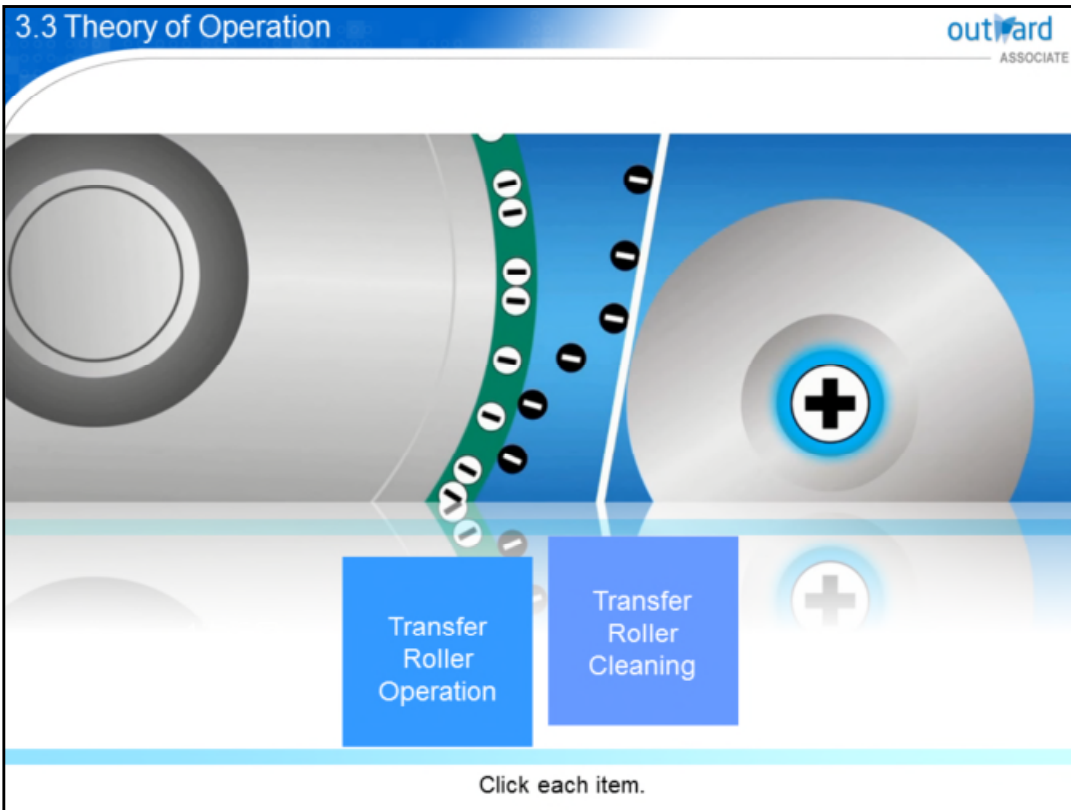 3.3 Theory of Operation
outward
ASSOCIATE
Transfer
Roller
Operation
Transfer
Roller
Cleaning
Click each item.